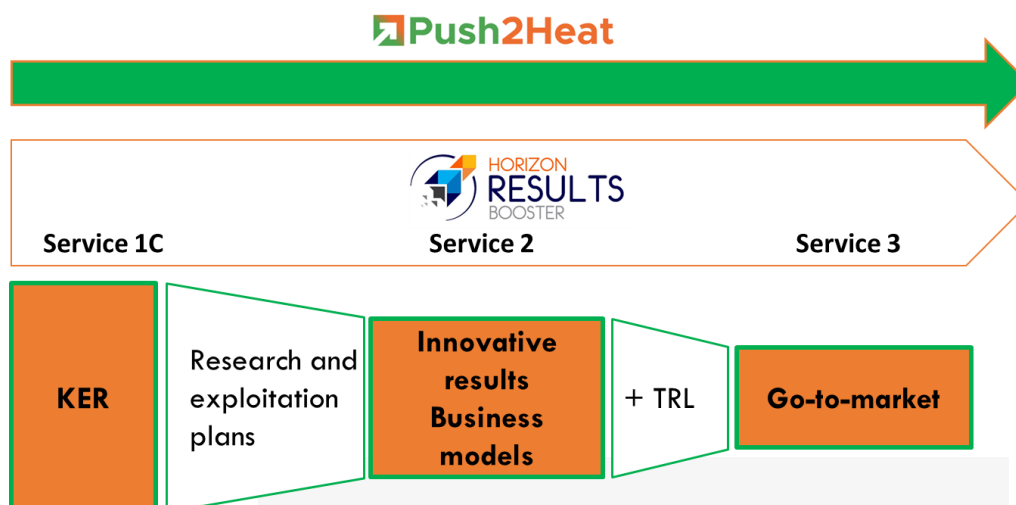 Push2Heat
HORIZON
RESULTS
BOOSTER
Service 1C
Service 2
Service 3
KER
Research and
exploitation
plans
Innovative
results
Business
models
+ TRL
Go-to-market